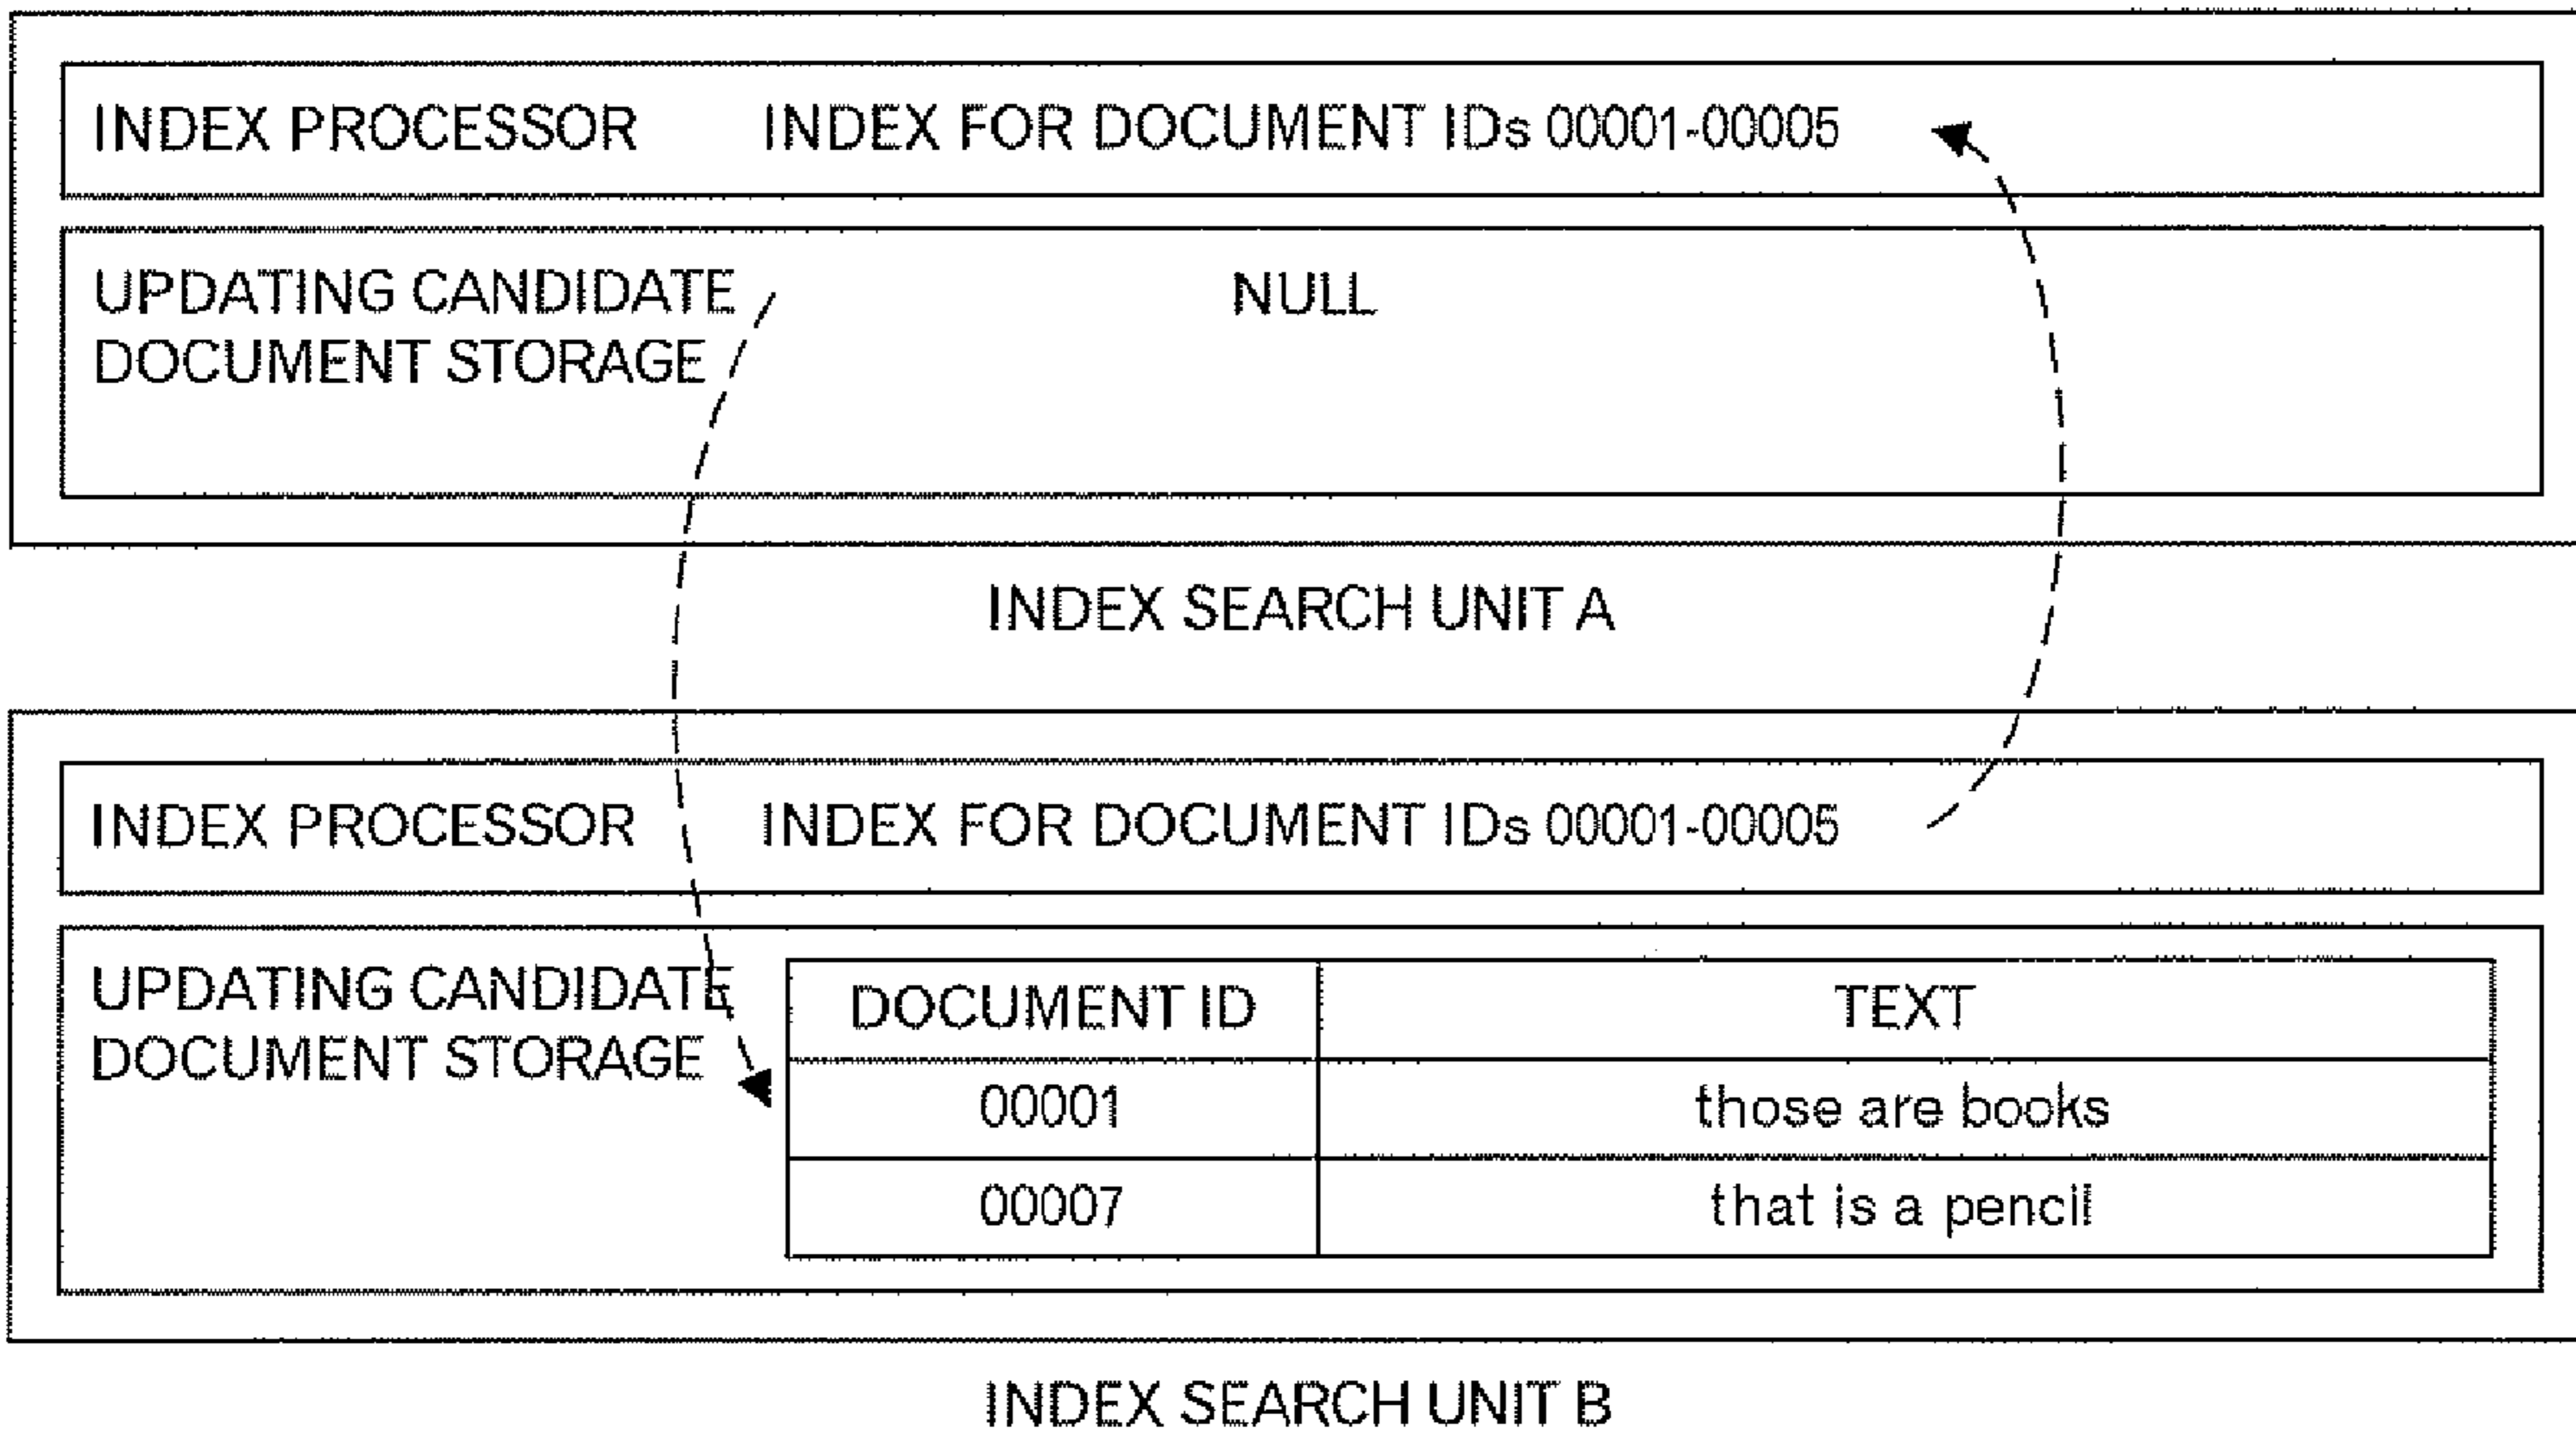 INDEX PROCESSOR INDEX FOR DOCUMENT IDs 00001-00005
UPDATING CANDIDATE NULL
DOCUMENT STORAGE
INDEX SEARCH UNIT A
INDEX PROCESSOR INDEX FOR DOCUMENT IDs 00001-00005
UPDATING CANDIDATE DOCUMENT ID TEXT
DOCUMENT STORAGE
00001 those are books
00007 that is a pencil
INDEX SEARCH UNIT B